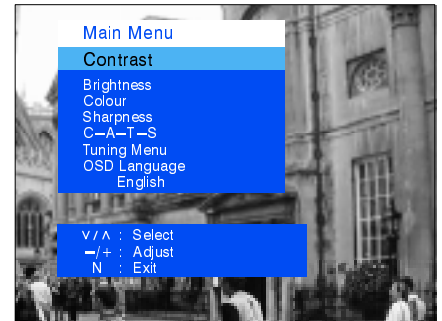 Main Menu
Contrast
Brightness
Colour
Sharpness
C–A–T–S
Tuning Menu
OSD Language
English
∨/∧ : Select
–/+ : Adjust
N : Exit